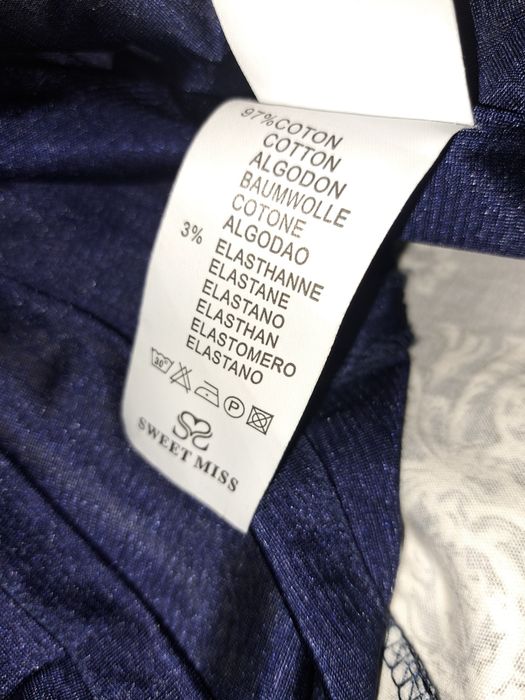 97%COTON
COTTON
ALGODON
BAUMWOLLE
COTONE
ALGODAO
3% ELASTHANNE
ELASTANE
ELASTANO
ELASTHAN
ELASTOMERO
ELASTANO
30° P
SWEET MISS